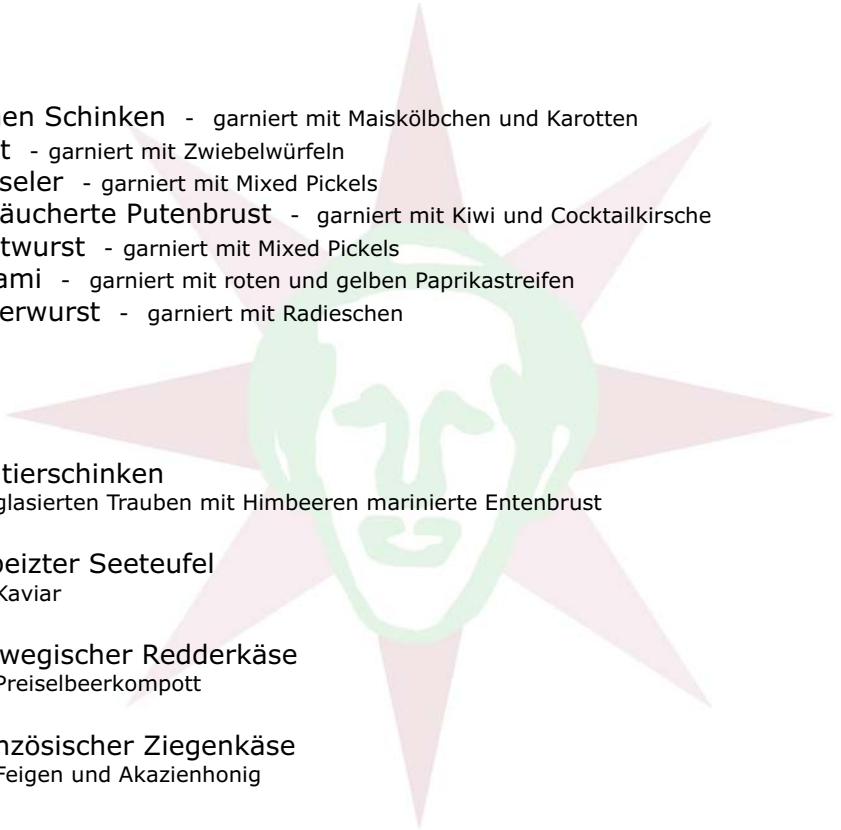 en Schinken - garniert mit Maiskölbchen und Karotten
t - garniert mit Zwiebelwürfeln
seler - garniert mit Mixed Pickels
äucherte Putenbrust - garniert mit Kiwi und Cocktailkirsche
twurst - garniert mit Mixed Pickels
ami - garniert mit roten und gelben Paprikastreifen
erwurst - garniert mit Radieschen
tierschinken
glasierten Trauben mit Himbeeren marinierte Entenbrust
beizter Seeteufel
Kaviar
wegischer Redderkäse
Preiselbeerkompott
nzösischer Ziegenkäse
Feigen und Akazienhonig